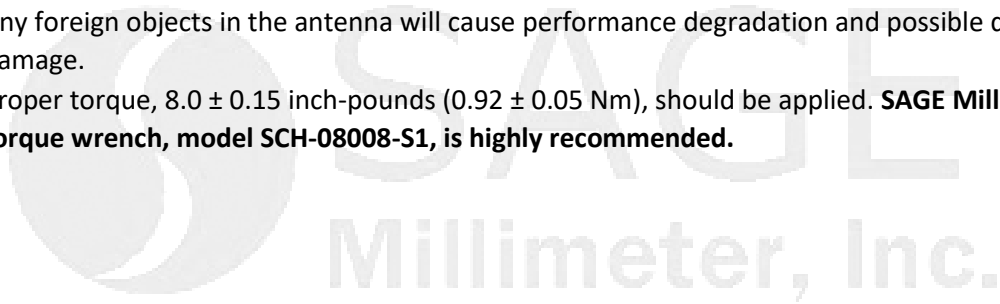 ny foreign objects in the antenna will cause performance degradation and possible
amage.
roper torque, 8.0 ± 0.15 inch-pounds (0.92 ± 0.05 Nm), should be applied. SAGE Mill
orque wrench, model SCH-08008-S1, is highly recommended.
SAGE
Millimeter, Inc.